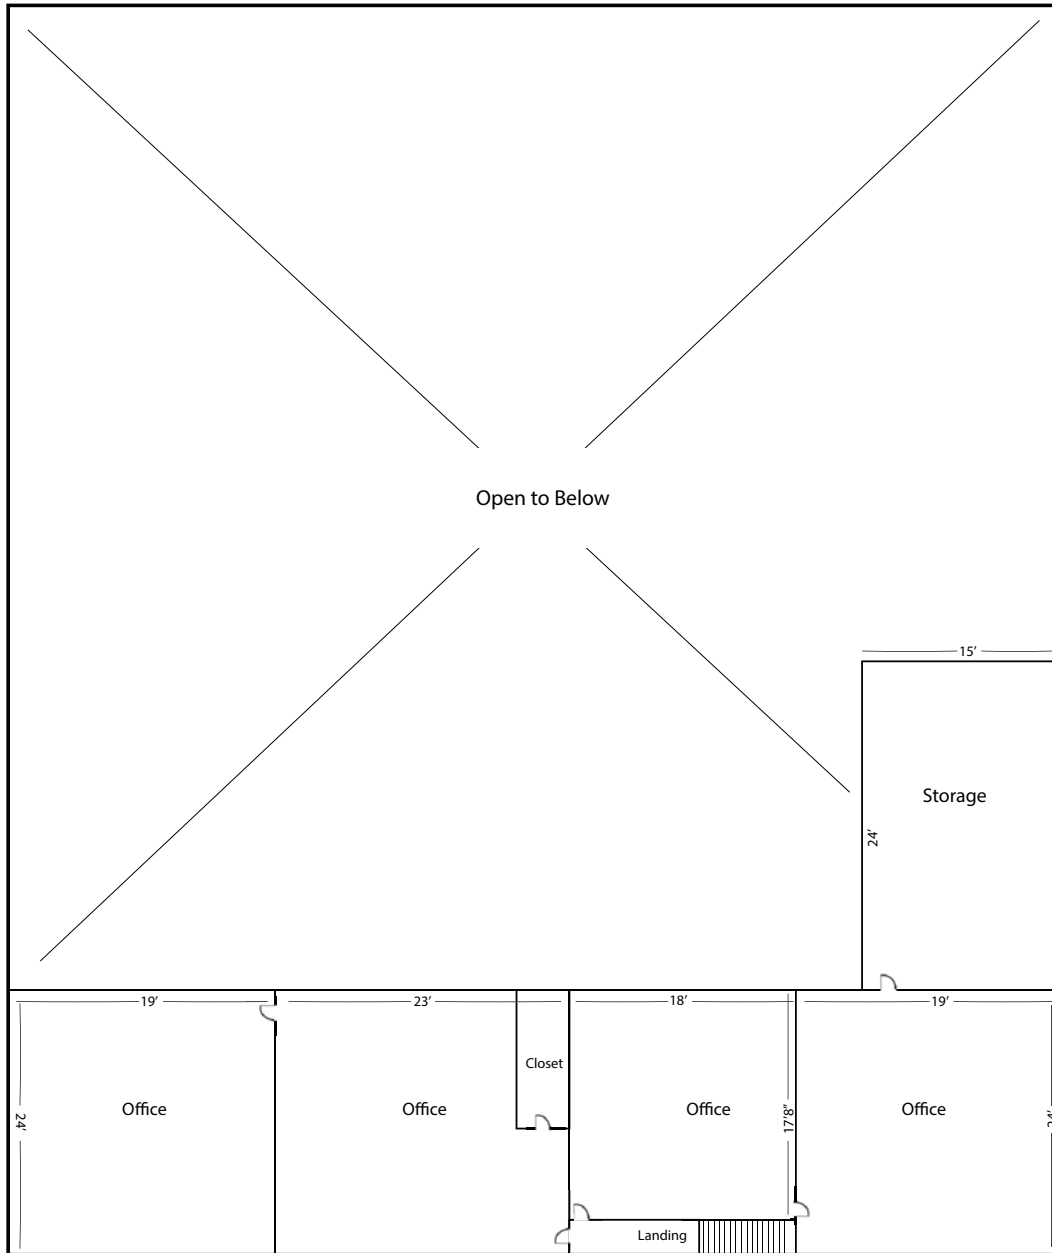 Open to Below
15′
Storage
24′
19′
23′
18′
19′
Closet
Office
Office
Office
Office
24′
17′8″
24′
Landing